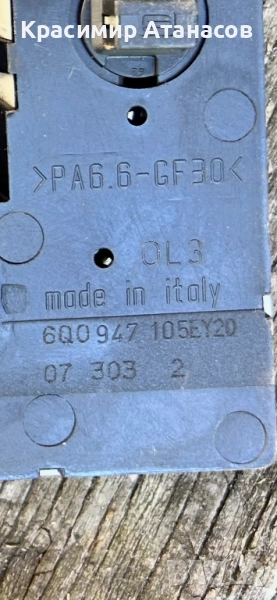 Красимир Атанасов
>PA6.6-GF30<
OL3
made in italy
6Q0 947 105EY20
07 303 2